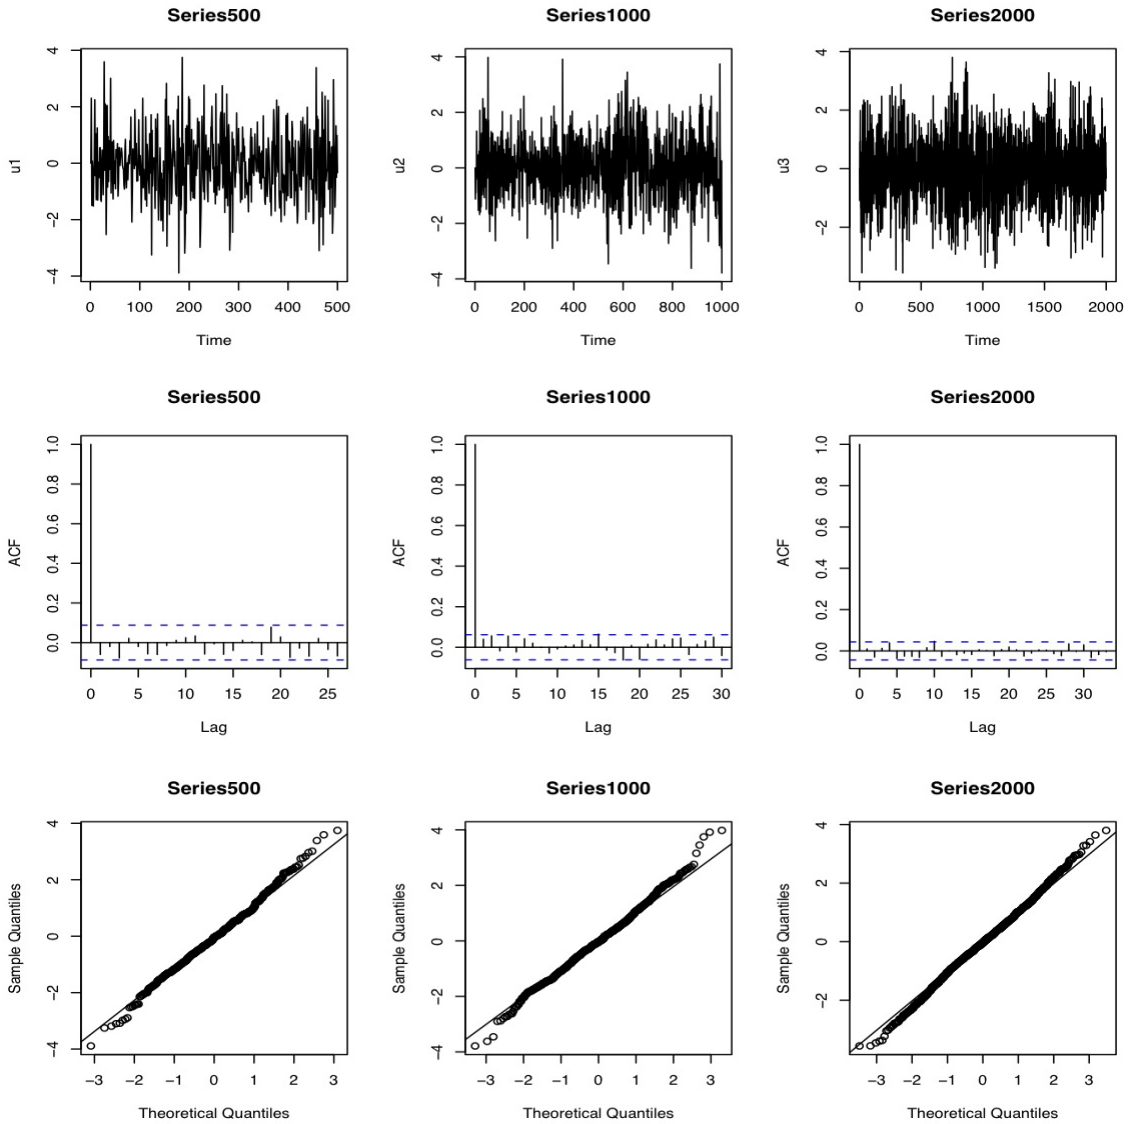 Series500 Series1000 Series2000
u1 u2 u3
4 4 4
2 2 2
0 0 0
−2 −2 −2
−4 −4
0 100 200 300 400 500 0 200 400 600 800 1000 0 500 1000 1500 2000
Time Time Time
Series500 Series1000 Series2000
ACF ACF ACF
1.0 1.0 1.0
0.8 0.8 0.8
0.6 0.6 0.6
0.4 0.4 0.4
0.2 0.2 0.2
0.0 0.0 0.0
0 5 10 15 20 25 0 5 10 15 20 25 30 0 5 10 15 20 25 30
Lag Lag Lag
Series500 Series1000 Series2000
Sample Quantiles Sample Quantiles Sample Quantiles
4 4 4
2 2 2
0 0 0
−2 −2 −2
−4 −4
−3 −2 −1 0 1 2 3 −3 −2 −1 0 1 2 3 −3 −2 −1 0 1 2 3
Theoretical Quantiles Theoretical Quantiles Theoretical Quantiles